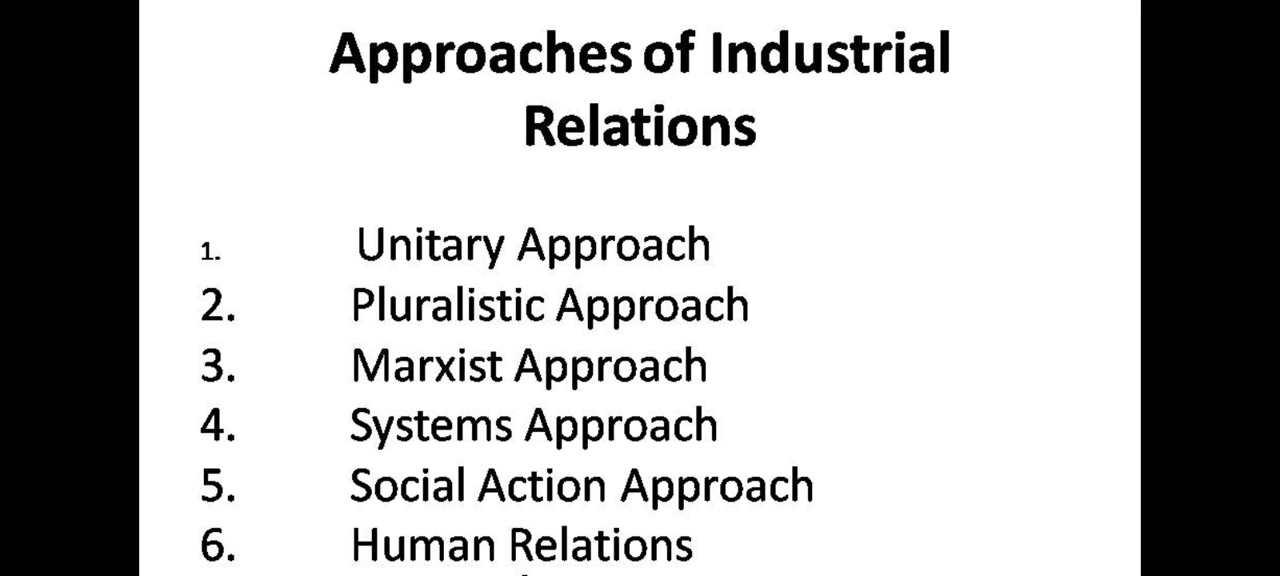 Approaches of Industrial
Relations
1. Unitary Approach
2. Pluralistic Approach
3. Marxist Approach
4. Systems Approach
5. Social Action Approach
6. Human Relations